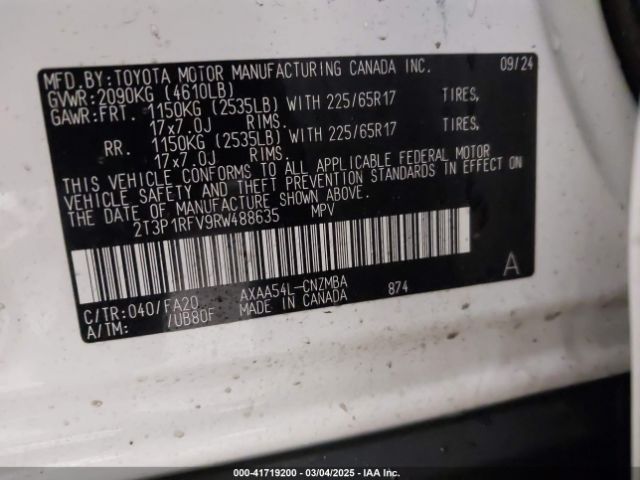 MFD. BY: TOYOTA MOTOR MANUFACTURING CANADA INC. 09/24
GVWR: 2090KG (4610LB)
GAWR: FRT. 1150KG (2535LB) WITH 225/65R17 TIRES,
17x7.0J RIMS.
RR. 1150KG (2535LB) WITH 225/65R17 TIRES,
17x7.0J RIMS.
THIS VEHICLE CONFORMS TO ALL APPLICABLE FEDERAL MOTOR
VEHICLE SAFETY AND THEFT PREVENTION STANDARDS IN EFFECT ON
THE DATE OF MANUFACTURE SHOWN ABOVE.
2T3P1RFV9RW488635 MPV
A
C/TR: 040/FA20 AXAA54L-CNZMBA 874
A/TM: /UB80F MADE IN CANADA
000-41719200 - 03/04/2025 - IAA Inc.